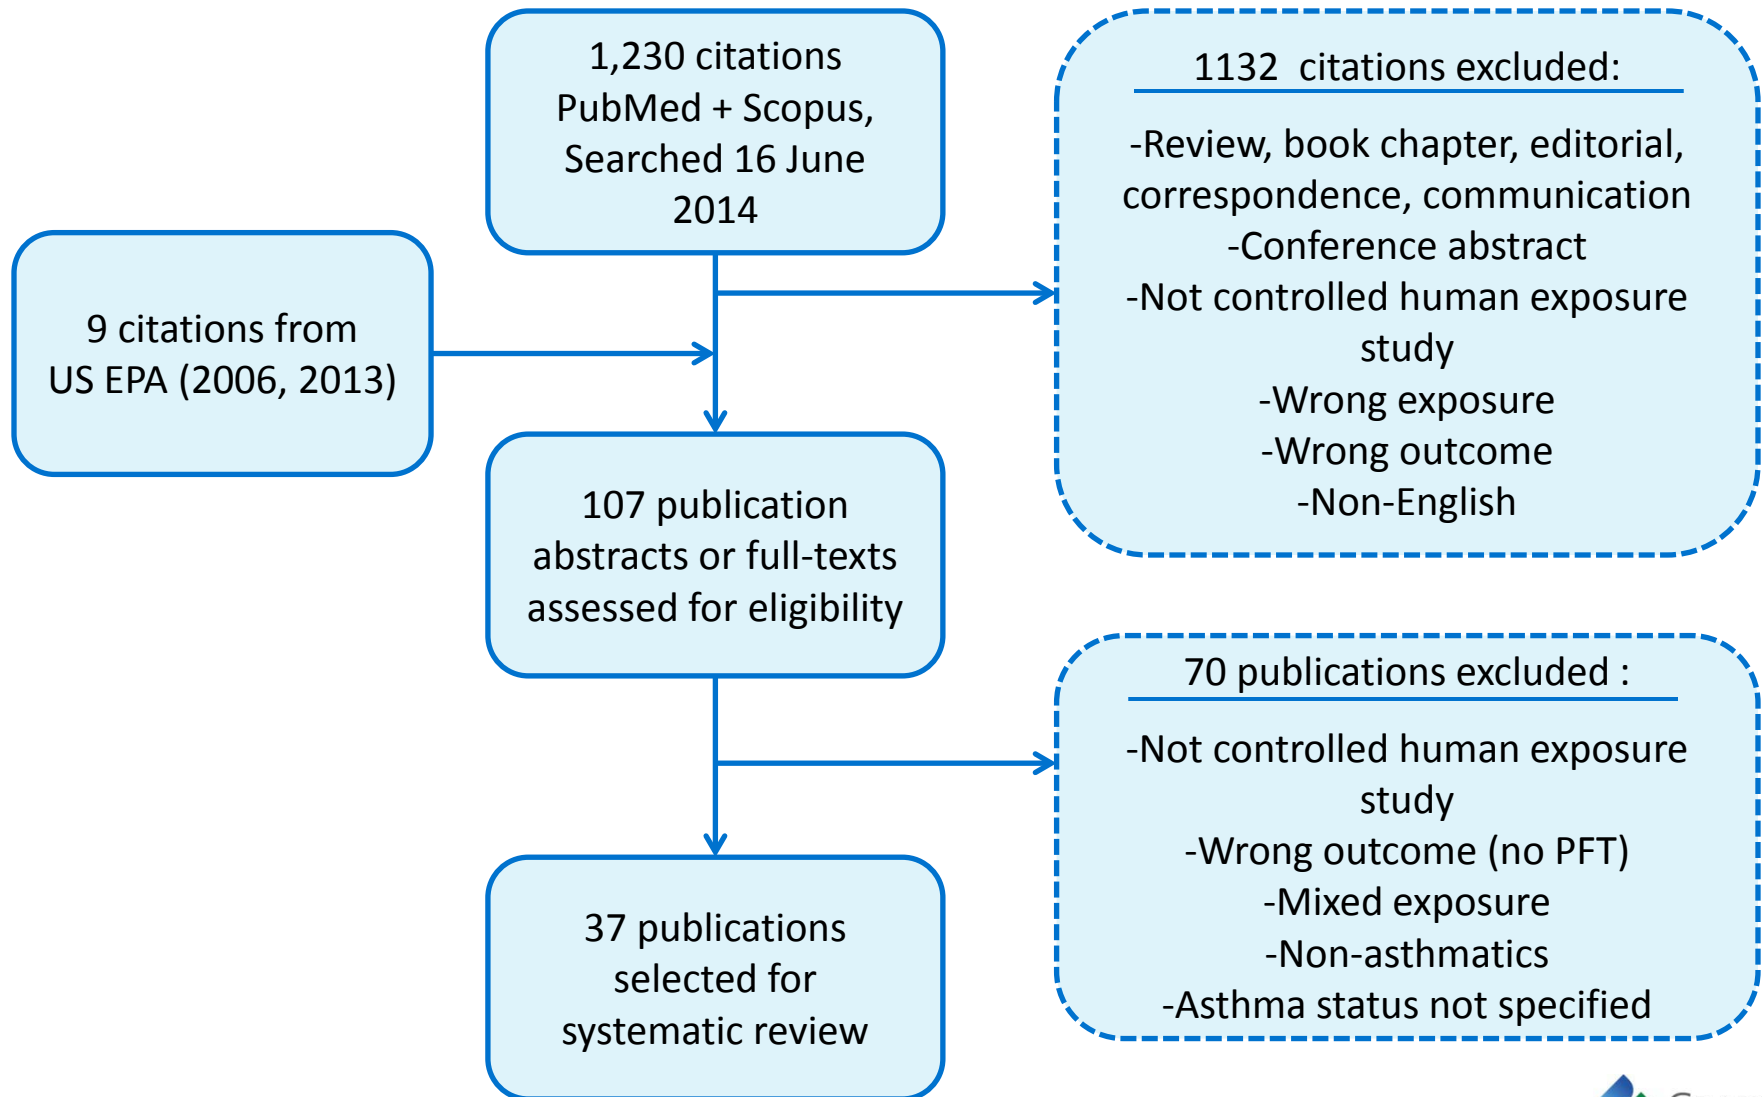 1,230 citations
PubMed + Scopus,
Searched 16 June
2014
1132 citations excluded:
-Review, book chapter, editorial,
correspondence, communication
-Conference abstract
-Not controlled human exposure
study
-Wrong exposure
-Wrong outcome
-Non-English
9 citations from
US EPA (2006, 2013)
107 publication
abstracts or full-texts
assessed for eligibility
70 publications excluded :
-Not controlled human exposure
study
-Wrong outcome (no PFT)
-Mixed exposure
-Non-asthmatics
-Asthma status not specified
37 publications
selected for
systematic review